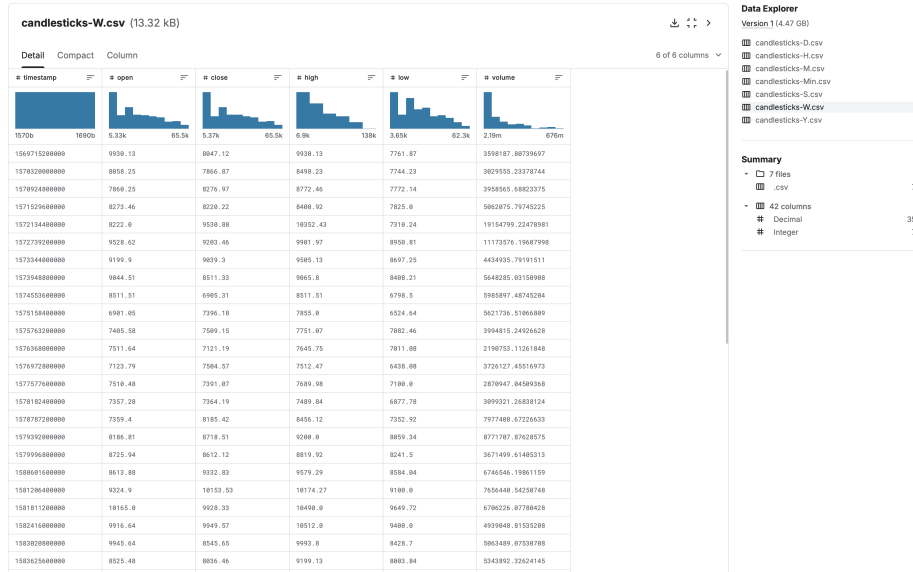 candlesticks-W.csv (13.32 kB)
Detail Compact Column
6 of 6 columns
# timestamp # open # close # high # low # volume
1570b 1690b 5.33k 65.5k 5.37k 65.5k 6.9k 138k 3.65k 62.3k 2.19m 676m
1569715200000 9930.13 8047.12 9930.13 7761.87 3598187.80739697
1570320000000 8058.25 7866.87 8498.23 7744.23 3029555.23378744
1570924800000 7860.25 8276.97 8772.46 7772.14 3958565.68823375
1571529600000 8273.46 8220.22 8400.92 7825.0 5062075.79745225
1572134400000 8222.0 9530.88 10352.43 7310.24 19154799.22478981
1572739200000 9528.62 9203.46 9901.97 8950.81 11173576.19607998
1573344000000 9199.9 9039.3 9505.13 8697.25 4434935.79191511
1573948800000 9044.51 8511.33 9065.0 8408.21 5648285.03150908
1574553600000 8511.51 6905.31 8511.51 6798.5 5985897.48745204
1575158400000 6901.05 7396.18 7855.0 6524.64 5621736.51066809
1575763200000 7405.58 7509.15 7751.07 7082.46 3994815.24926628
1576368000000 7511.64 7121.19 7645.75 7011.08 2190753.11261848
1576972800000 7123.79 7504.57 7512.47 6438.08 3726127.45516973
1577577600000 7510.48 7391.07 7689.98 7100.0 2870947.04509368
1578182400000 7357.28 7364.19 7489.84 6877.78 3099321.26838124
1578787200000 7359.4 8185.42 8456.12 7352.92 7977408.67226633
1579392000000 8186.81 8718.51 9200.0 8059.34 8771707.87628575
1579996800000 8725.94 8612.12 8819.92 8241.5 3671499.61405313
1580601600000 8613.88 9332.83 9579.29 8584.04 6746546.19861159
1581206400000 9324.9 10153.53 10174.27 9100.0 7656440.54250748
1581811200000 10165.0 9928.33 10490.0 9649.72 6706226.07780428
1582416000000 9916.64 9949.57 10512.0 9400.0 4939048.81535208
1583020800000 9945.64 8545.65 9993.8 8428.7 5063489.07530708
1583625600000 8525.48 8036.46 9199.13 8003.84 5343892.32624145
Data Explorer
Version 1 (4.47 GB)
candlesticks-D.csv
candlesticks-H.csv
candlesticks-M.csv
candlesticks-Min.csv
candlesticks-S.csv
candlesticks-W.csv
candlesticks-Y.csv
Summary
7 files
.csv
42 columns
# Decimal 35
# Integer